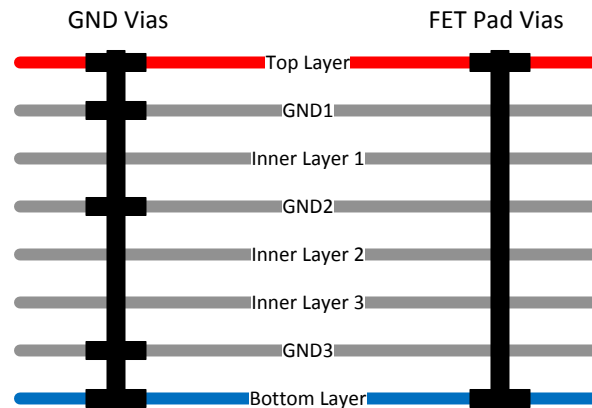 GND Vias
FET Pad Vias
Top Layer
GND1
Inner Layer 1
GND2
Inner Layer 2
Inner Layer 3
GND3
Bottom Layer